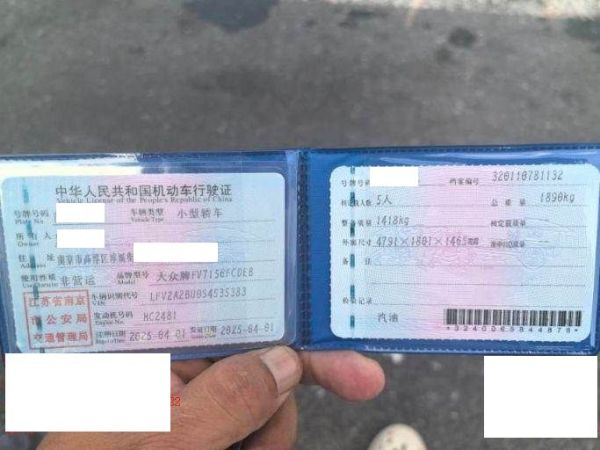 中华人民共和国机动车行驶证
Vehicle License of the People's Republic of China
号牌号码
Plate No.
车辆类型
Vehicle Type
小型轿车
所有人
Owner
住址
Address
南京市高淳区
使用性质
Use Character
非营运
品牌型号
Model
大众牌FV7156FCDEB
江苏省南京
市公安局
交通管理局
车辆识别代号
VIN
LFVZA2BU0S4535383
发动机号码
Engine No.
HC2481
注册日期
Register Date
2025-04-01
发证日期
Issue Date
2025-04-01
号牌号码
档案编号
320110781132
核定载人数
5人
总质量
1890kg
整备质量
1418kg
核定载质量
外廓尺寸
4791×1801×1465mm
准牵引总质量
备注
检验记录
汽油
*3240065844878*